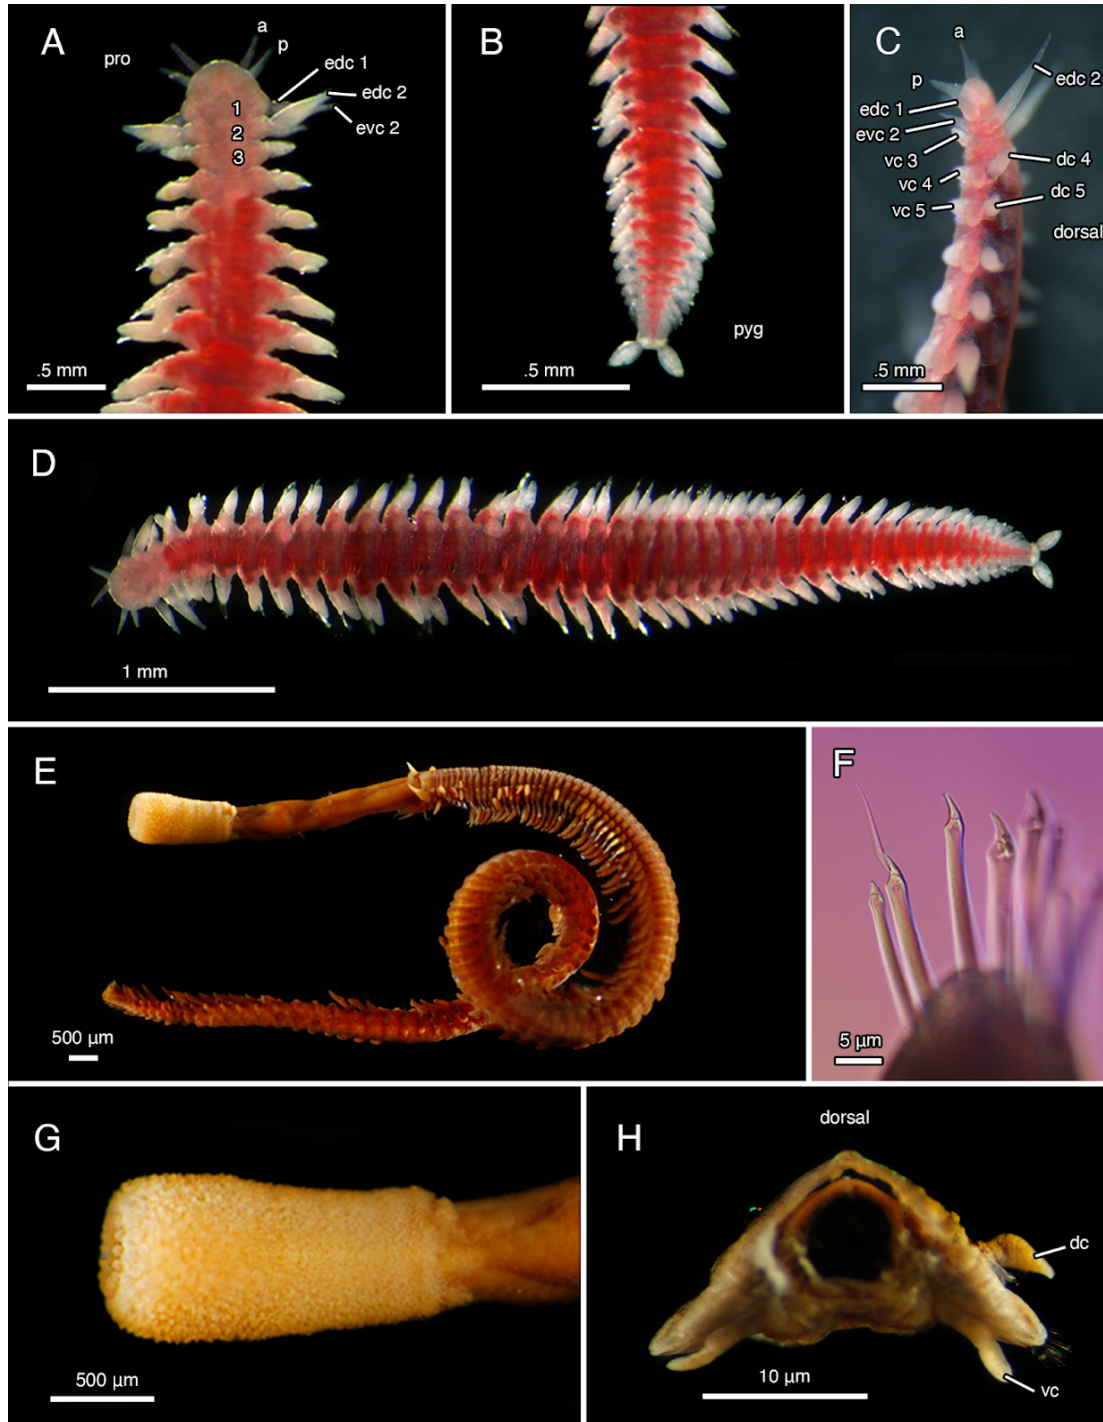 A
pro
a
p
edc 1
edc 2
evc 2
1
2
3
.5 mm
B
pyg
.5 mm
C
a
p
edc 2
edc 1
evc 2
vc 3
dc 4
vc 4
dc 5
vc 5
dorsal
.5 mm
D
1 mm
E
500 µm
F
5 µm
G
500 µm
H
dorsal
dc
10 µm
vc